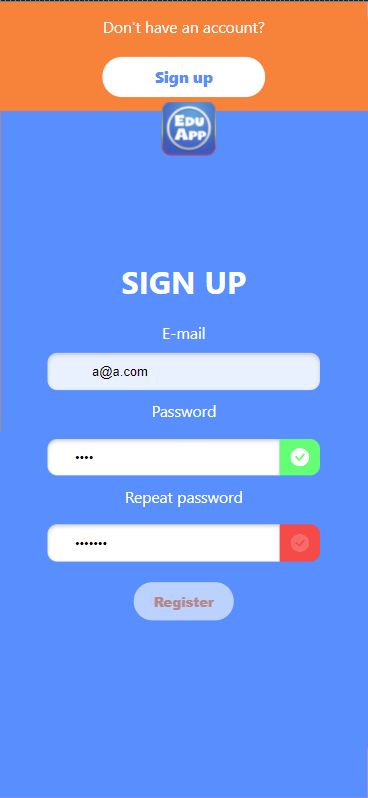 Don't have an account?
Sign up
EDU
APP
SIGN UP
E-mail
a@a.com
Password
••••
Repeat password
•••••••
Register